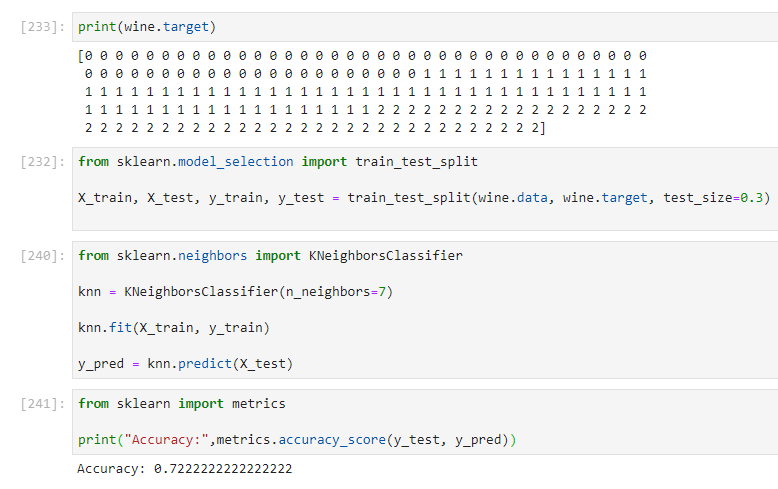 [233]: print(wine.target)
[0 0 0 0 0 0 0 0 0 0 0 0 0 0 0 0 0 0 0 0 0 0 0 0 0 0 0 0 0 0 0 0 0 0 0 0 0
0 0 0 0 0 0 0 0 0 0 0 0 0 0 0 0 0 0 0 0 0 0 1 1 1 1 1 1 1 1 1 1 1 1 1 1 1
1 1 1 1 1 1 1 1 1 1 1 1 1 1 1 1 1 1 1 1 1 1 1 1 1 1 1 1 1 1 1 1 1 1 1 1 1
1 1 1 1 1 1 1 1 1 1 1 1 1 1 1 1 1 1 1 2 2 2 2 2 2 2 2 2 2 2 2 2 2 2 2 2 2
2 2 2 2 2 2 2 2 2 2 2 2 2 2 2 2 2 2 2 2 2 2 2 2 2 2 2 2 2 2]
[232]: from sklearn.model_selection import train_test_split
X_train, X_test, y_train, y_test = train_test_split(wine.data, wine.target, test_size=0.3)
[240]: from sklearn.neighbors import KNeighborsClassifier
knn = KNeighborsClassifier(n_neighbors=7)
knn.fit(X_train, y_train)
y_pred = knn.predict(X_test)
[241]: from sklearn import metrics
print("Accuracy:",metrics.accuracy_score(y_test, y_pred))
Accuracy: 0.7222222222222222